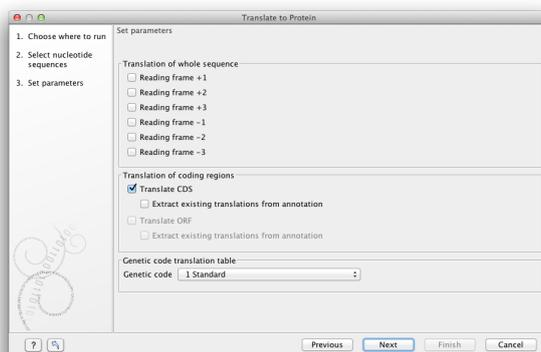 Translate to Protein
1. Choose where to run
2. Select nucleotide
sequences
3. Set parameters
Set parameters
Translation of whole sequence
Reading frame +1
Reading frame +2
Reading frame +3
Reading frame -1
Reading frame -2
Reading frame -3
Translation of coding regions
Translate CDS
Extract existing translations from annotation
Translate ORF
Extract existing translations from annotation
Genetic code translation table
Genetic code 1 Standard
? Previous Next Finish Cancel